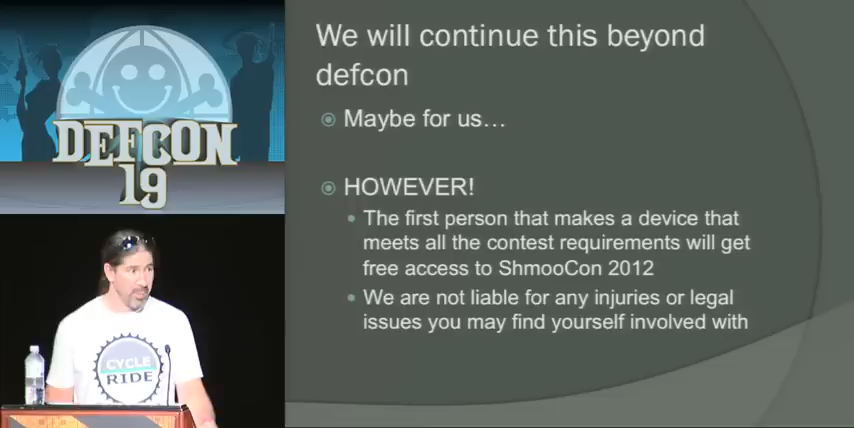 DEFCON
19
We will continue this beyond
defcon
Maybe for us...
HOWEVER!
The first person that makes a device that
meets all the contest requirements will get
free access to ShmooCon 2012
We are not liable for any injuries or legal
issues you may find yourself involved with
CYCLE
RIDE